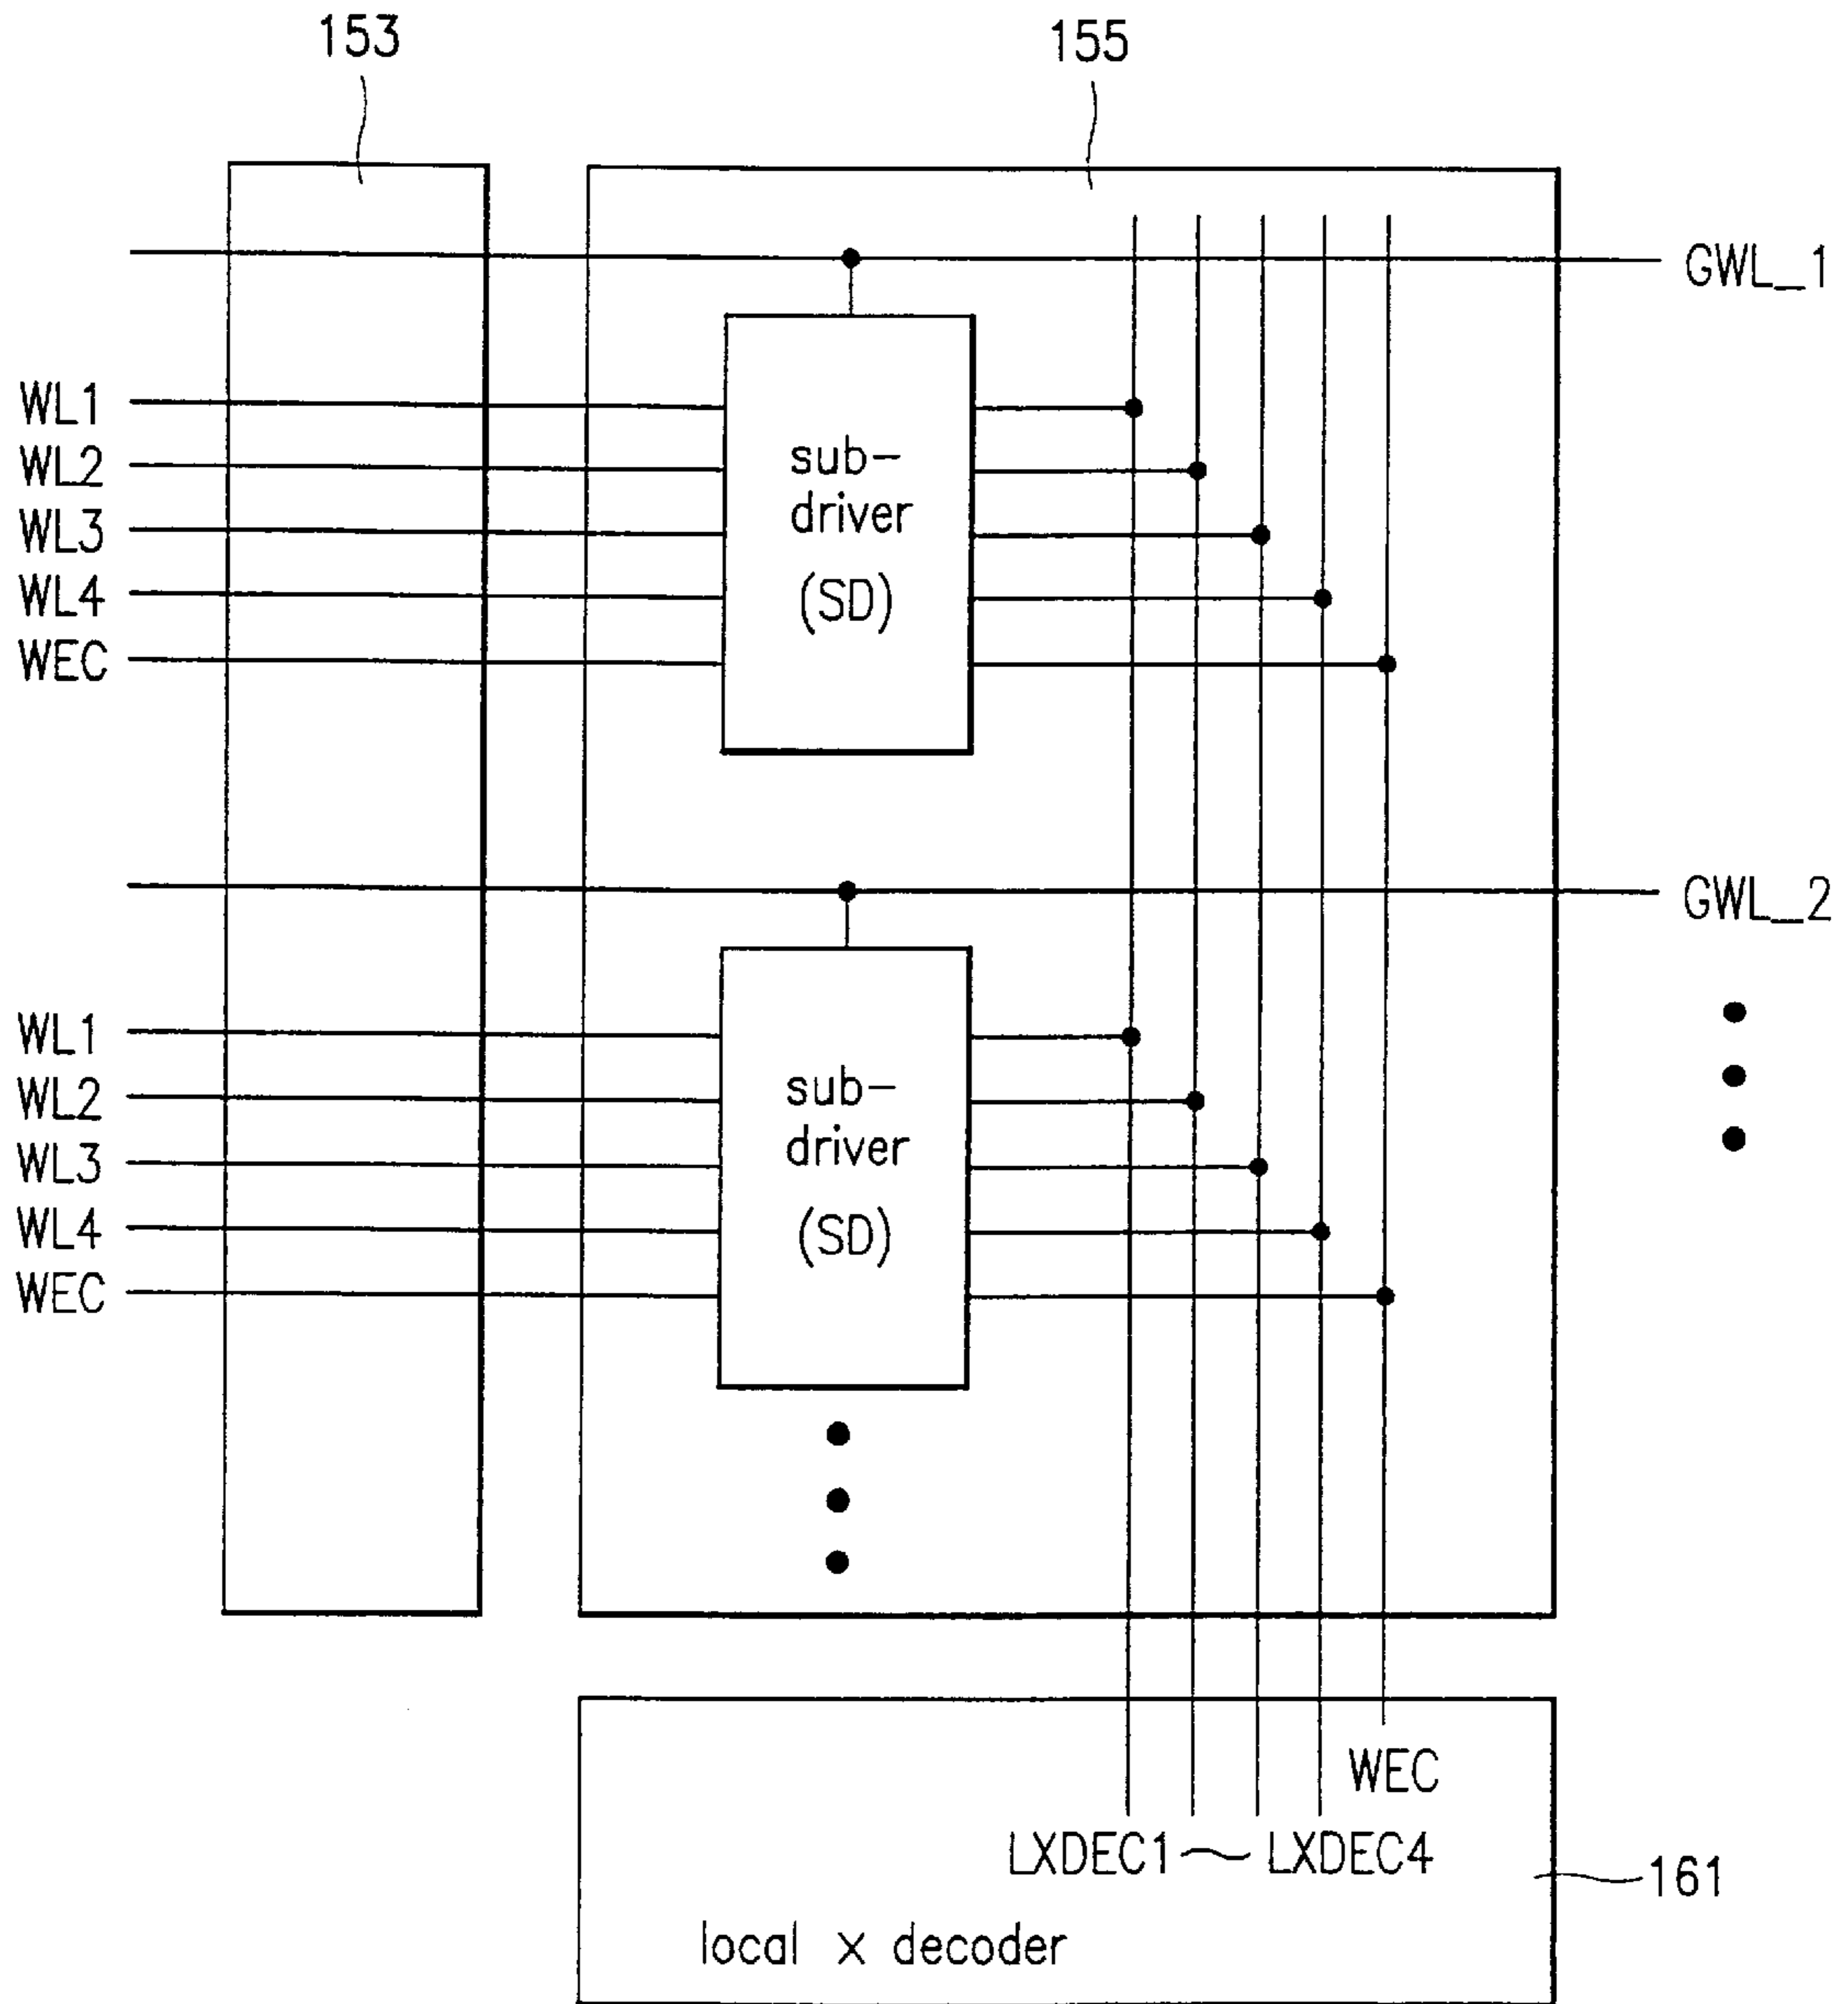 153
155
GWL_1
WL1
WL2
WL3
WL4
WEC
sub-
driver
(SD)
GWL_2
WL1
WL2
WL3
WL4
WEC
sub-
driver
(SD)
WEC
LXDEC1～LXDEC4
161
local x decoder